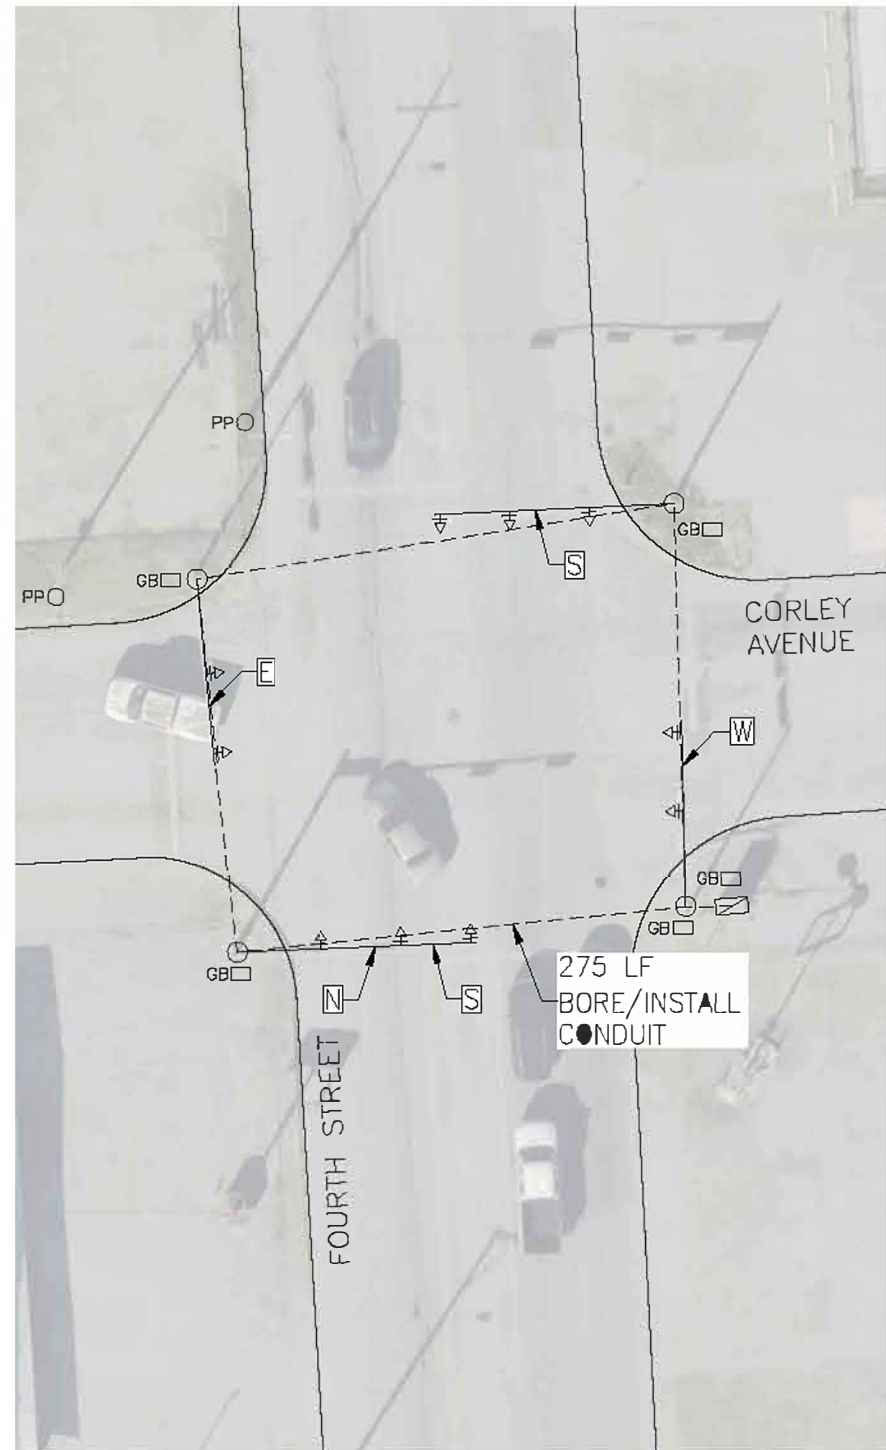 PP
GB
S
GB
PP
CORLEY
AVENUE
E
W
GB
GB
GB
N
S
275 LF
BORE/INSTALL
CONDUIT
FOURTH STREET